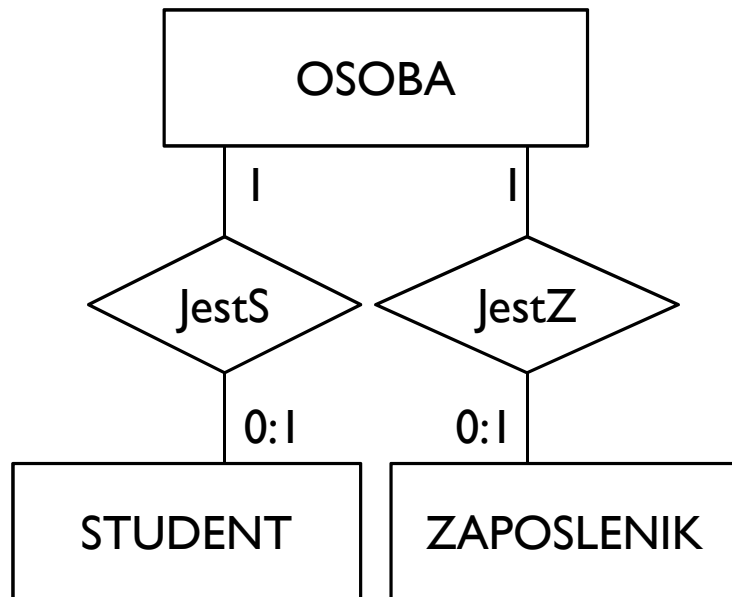 OSOBA
1 1
JestS JestZ
0:1 0:1
STUDENT ZAPOSLENIK